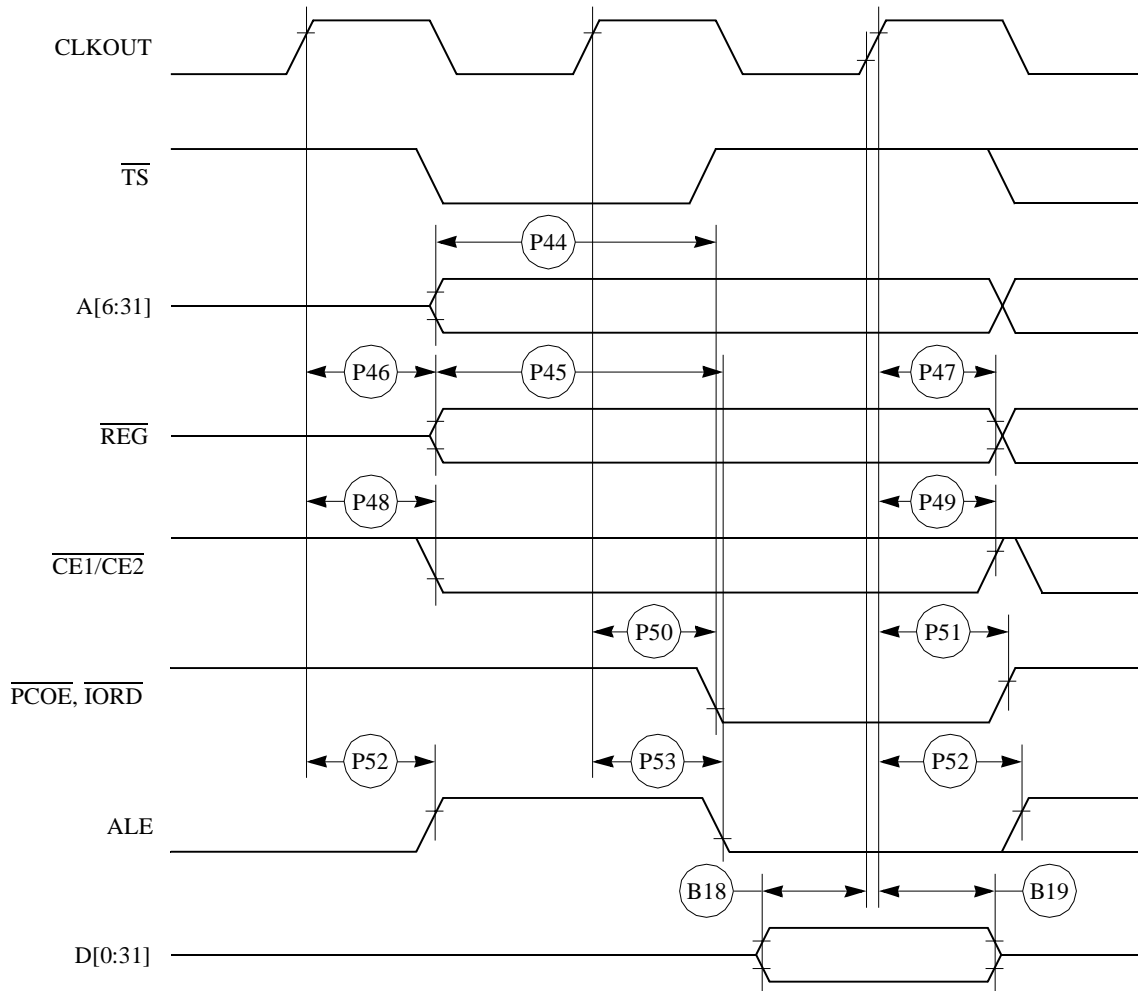 CLKOUT
TS
P44
A[6:31]
P46 P45 P47
REG
P48 P49
CE1/CE2
P50 P51
PCOE, IORD
P52 P53 P52
ALE
B18 B19
D[0:31]